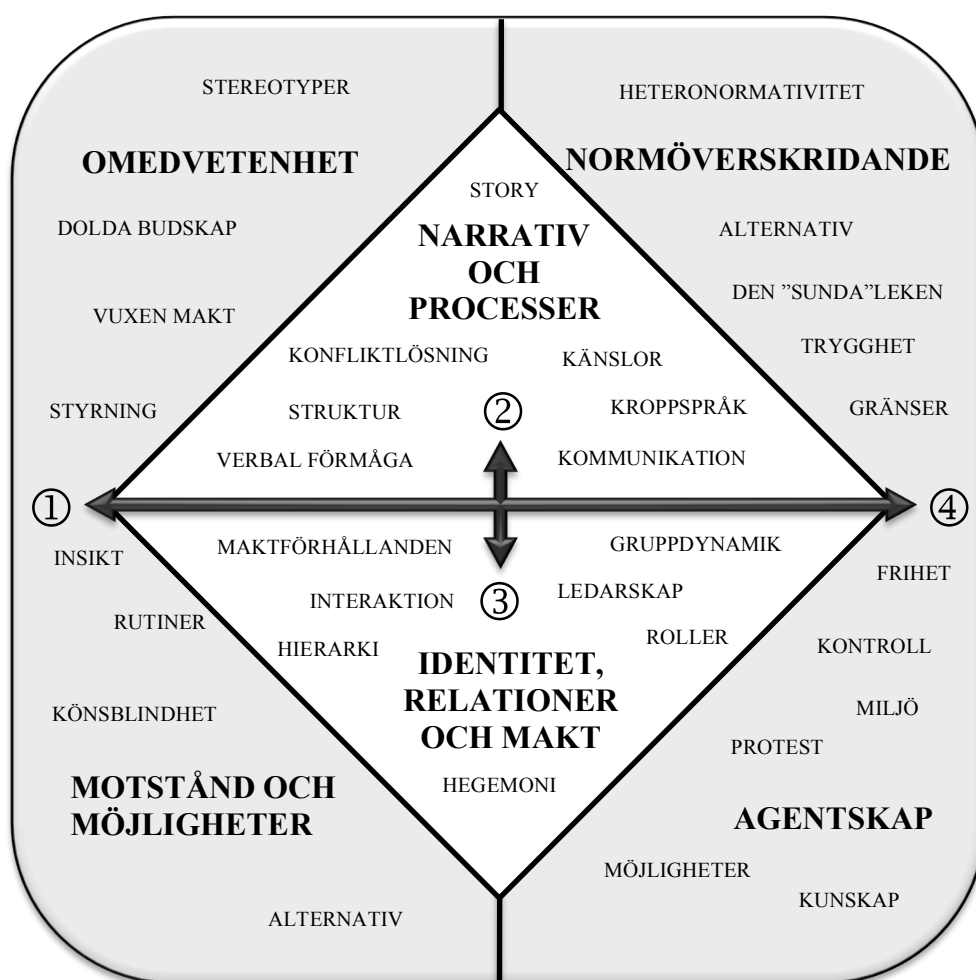 STEREOTYPER
HETERONORMATIVITET
OMEDVETENHET
NORMÖVERSKRIDANDE
STORY
DOLDA BUDSKAP
NARRATIV
OCH
PROCESSER
ALTERNATIV
DEN ”SUNDA”LEKEN
VUXEN MAKT
TRYGGHET
KONFLIKTLÖSNING
KÄNSLOR
STYRNING
STRUKTUR
②
KROPPSPRÅK
GRÄNSER
VERBAL FÖRMÅGA
KOMMUNIKATION
①
④
INSIKT
MAKTFÖRHÅLLANDEN
GRUPPDYNAMIK
FRIHET
INTERAKTION
③
LEDARSKAP
RUTINER
HIERARKI
ROLLER
KONTROLL
IDENTITET,
RELATIONER
OCH MAKT
KÖNSBLINDHET
MILJÖ
PROTEST
HEGEMONI
MOTSTÅND OCH
MÖJLIGHETER
AGENTSKAP
MÖJLIGHETER
KUNSKAP
ALTERNATIV